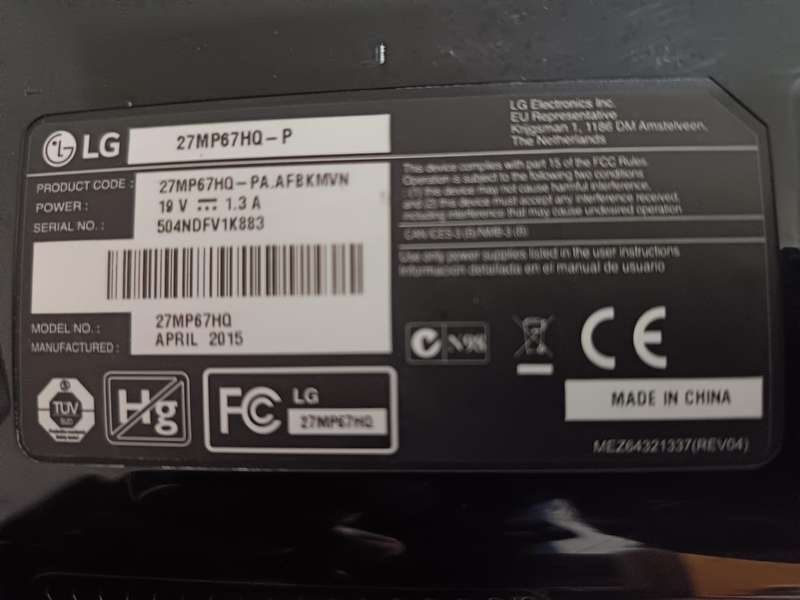 LG
27MP67HQ-P
LG Electronics Inc.
EU Representative
Krijgsman 1, 1186 DM Amstelveen,
The Netherlands
PRODUCT CODE : 27MP67HQ-PA.AFBKMVN
POWER : 19 V ⎓ 1.3 A
SERIAL NO. : 504NDFV1K883
MODEL NO. : 27MP67HQ
MANUFACTURED : APRIL 2015
This device complies with part 15 of the FCC Rules.
Operation is subject to the following two conditions
(1) this device may not cause harmful interference,
and (2) this device must accept any interference received,
including interference that may cause undesired operation
CAN ICES-3 (B)/NMB-3 (B)
Use only power supplies listed in the user instructions
Información detallada en el manual de usuario
N96
CE
MADE IN CHINA
TÜV
SÜD
Hg
FC
LG
27MP67HQ
MEZ64321337(REV04)